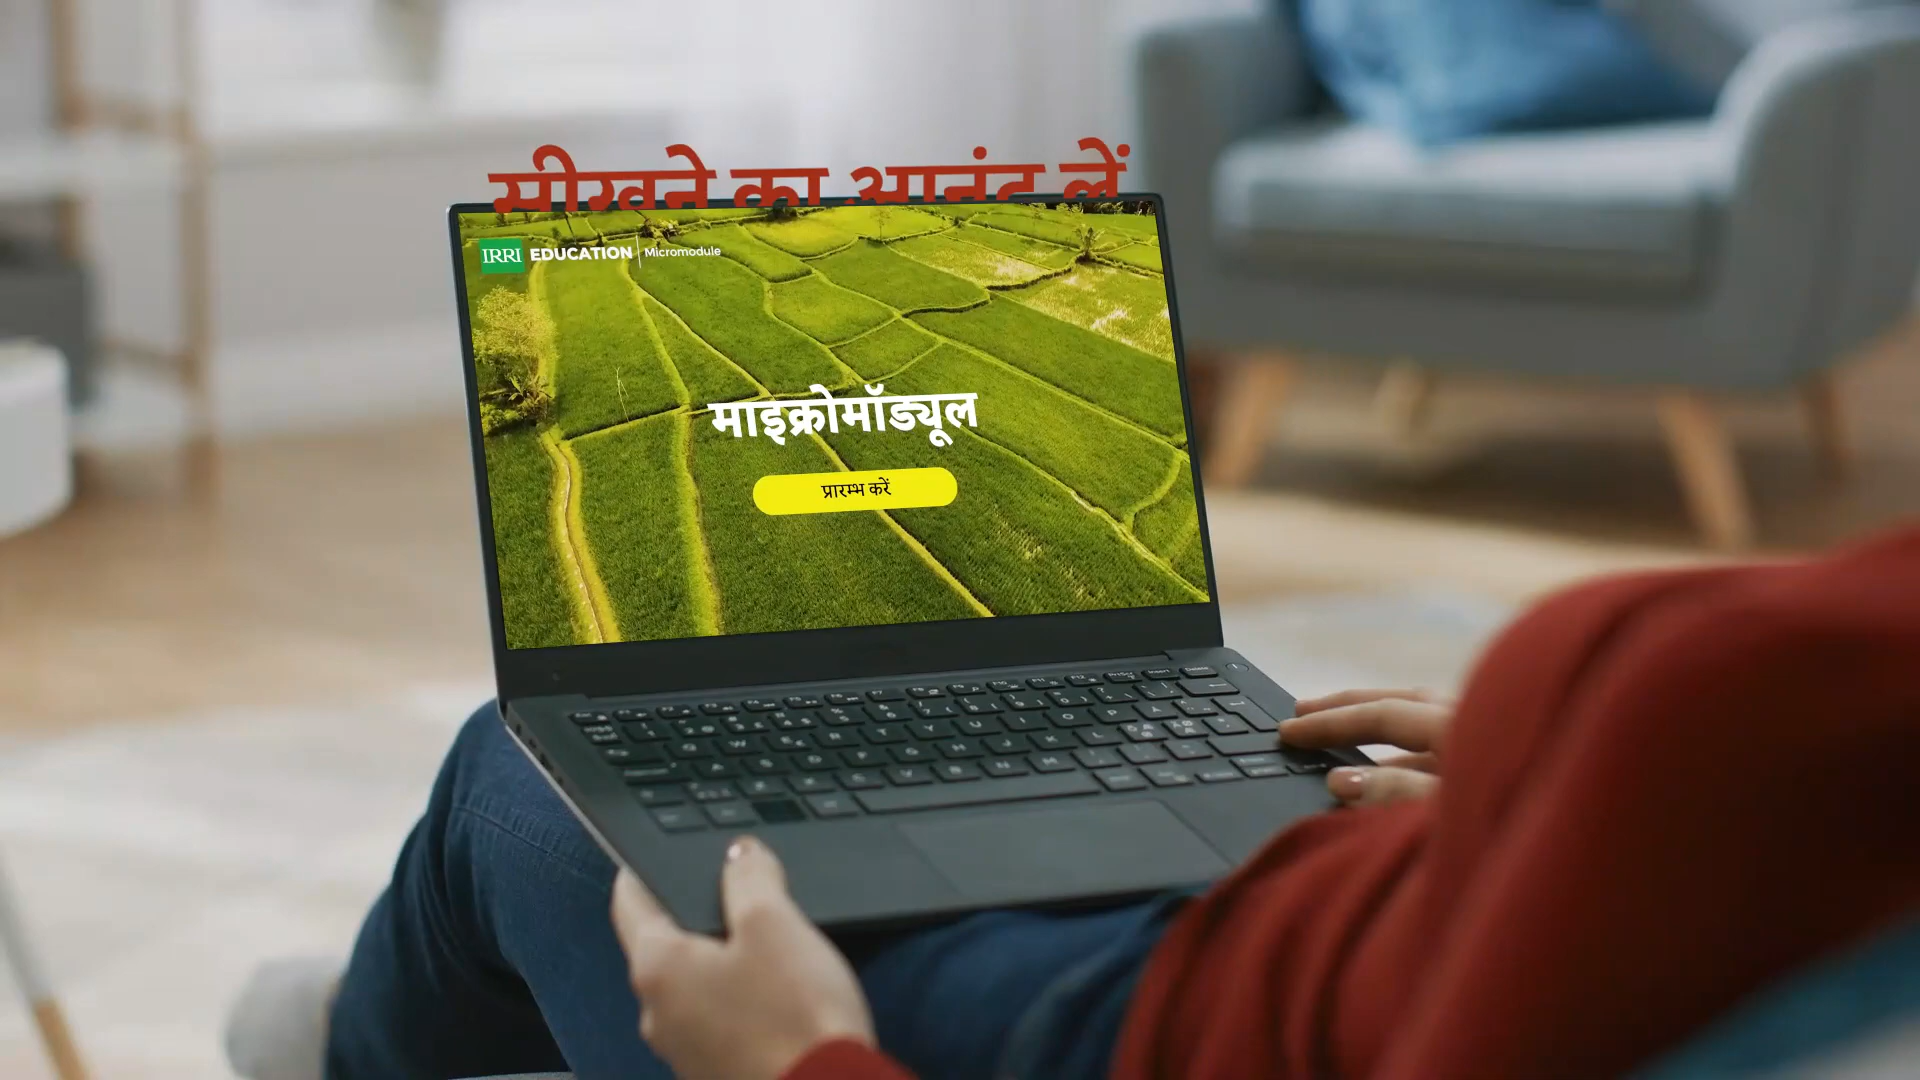 सीखने का आनंद लें
IRRI EDUCATION Micromodule
माइक्रोमॉड्यूल
प्रारम्भ करें